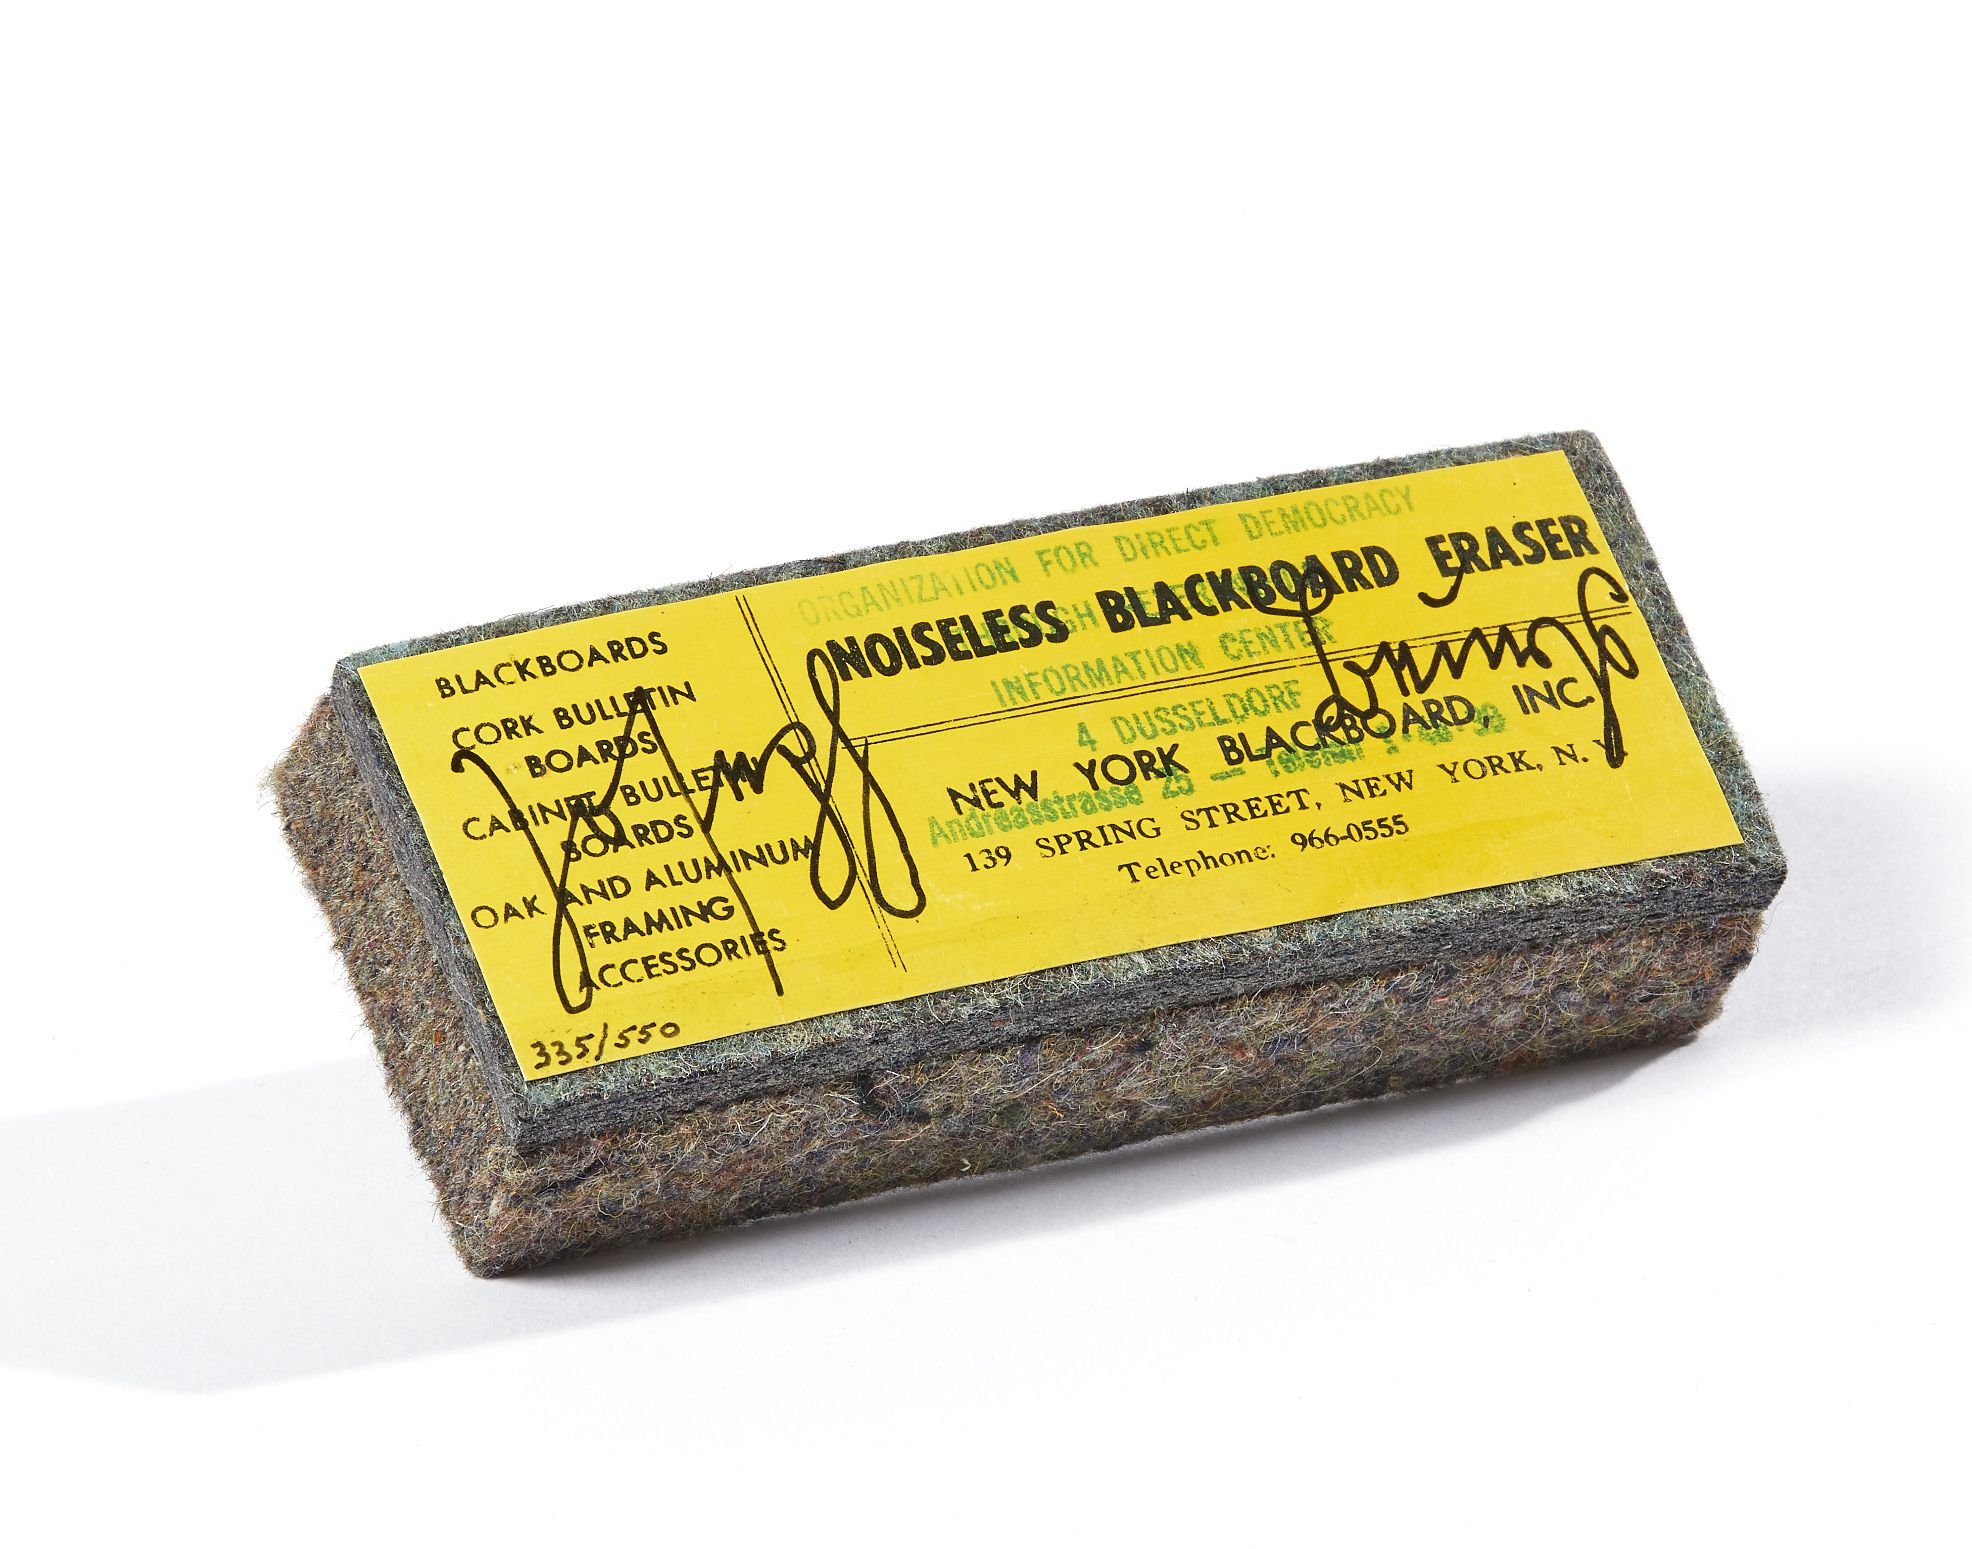 BLACKBOARDS
CORK BULLETIN
BOARDS
CABINET BULLETIN
BOARDS
OAK AND ALUMINUM
FRAMING
ACCESSORIES
335/550
ORGANIZATION FOR DIRECT DEMOCRACY
NOISELESS BLACKBOARD ERASER
INFORMATION CENTER
4 DUSSELDORF
NEW YORK BLACKBOARD, INC.
Andreasstrasse 25 — Telefon
139 SPRING STREET, NEW YORK, N. Y.
Telephone: 966-0555